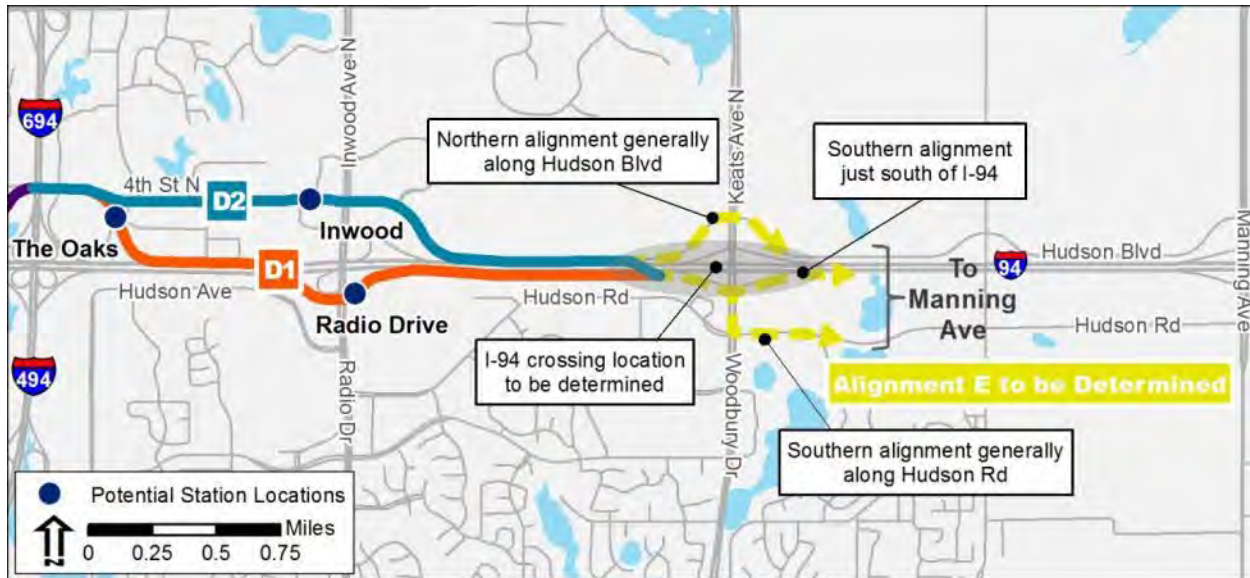 694
4th St N
D2
Inwood Ave N
Inwood
The Oaks
D1
Hudson Ave
Radio Drive
Hudson Rd
494
Radio Dr
Northern alignment generally
along Hudson Blvd
Keats Ave N
Southern alignment
just south of I-94
I-94 crossing location
to be determined
Woodbury Dr
To
Manning
Ave
Hudson Blvd
94
Hudson Rd
Manning Ave
Alignment E to be Determined
Southern alignment generally
along Hudson Rd
Potential Station Locations
Miles
0 0.25 0.5 0.75
N